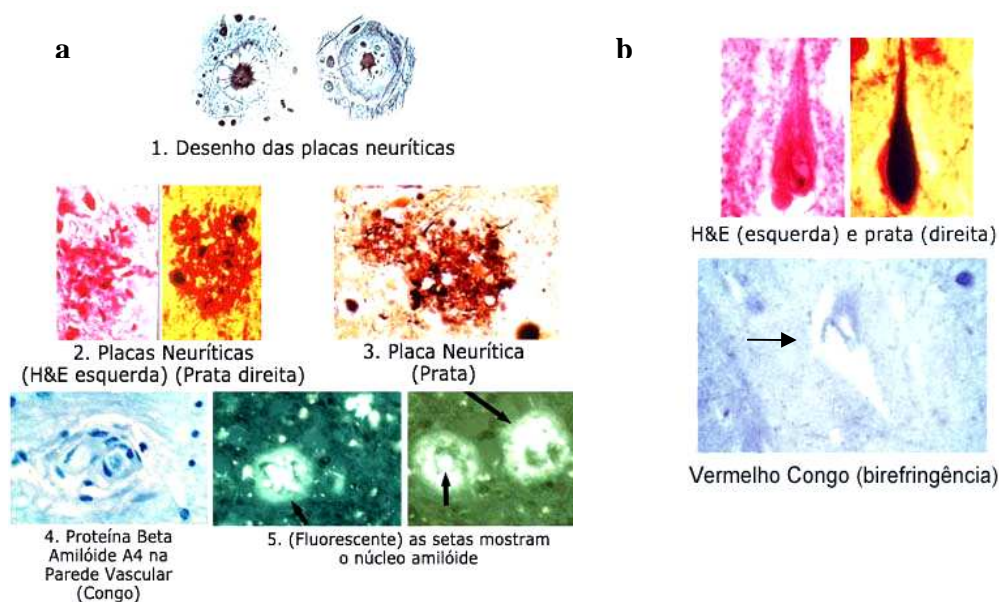 a
1. Desenho das placas neuríticas
2. Placas Neuríticas
(H&E esquerda) (Prata direita)
3. Placa Neurítica
(Prata)
4. Proteína Beta
Amilóide A4 na
Parede Vascular
(Congo)
5. (Fluorescente) as setas mostram
o núcleo amilóide
b
H&E (esquerda) e prata (direita)
Vermelho Congo (birefringência)